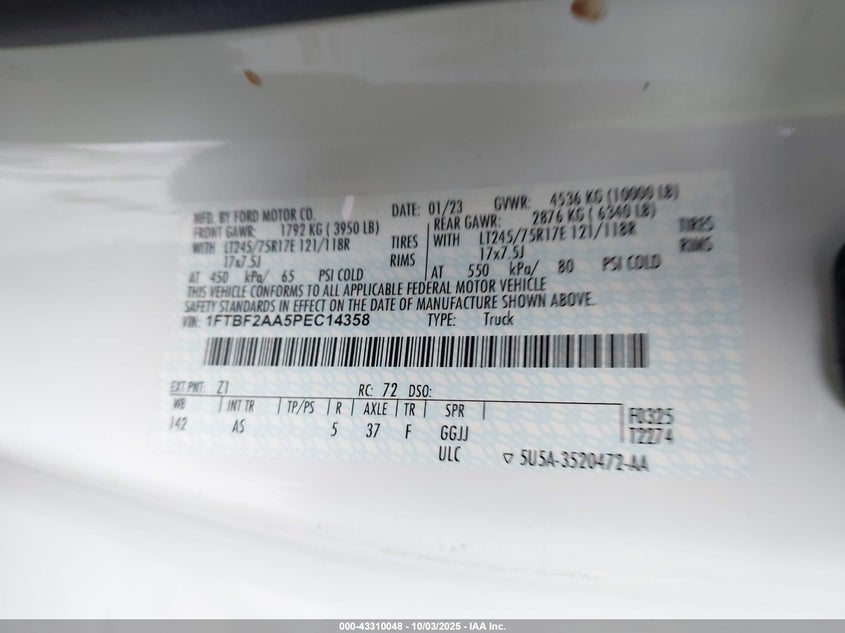 MFD. BY FORD MOTOR CO. DATE: 01/23 GVWR: 4536 KG (10000 LB)
FRONT GAWR: 1792 KG ( 3950 LB) REAR GAWR: 2876 KG ( 6340 LB)
WITH LT245/75R17E 121/118R TIRES WITH LT245/75R17E 121/118R TIRES
17x7.5J RIMS 17x7.5J RIMS
AT 450 kPa/ 65 PSI COLD AT 550 kPa/ 80 PSI COLD
THIS VEHICLE CONFORMS TO ALL APPLICABLE FEDERAL MOTOR VEHICLE
SAFETY STANDARDS IN EFFECT ON THE DATE OF MANUFACTURE SHOWN ABOVE.
VIN: 1FTBF2AA5PEC14358 TYPE: Truck
EXT PNT: Z1 RC: 72 DSO:
WB INT TR TP/PS R AXLE TR SPR F0325
142 AS 5 37 F GGJJ T2274
ULC ▽ 5U5A-3520472-AA
000-43310048 - 10/03/2025 - IAA Inc.